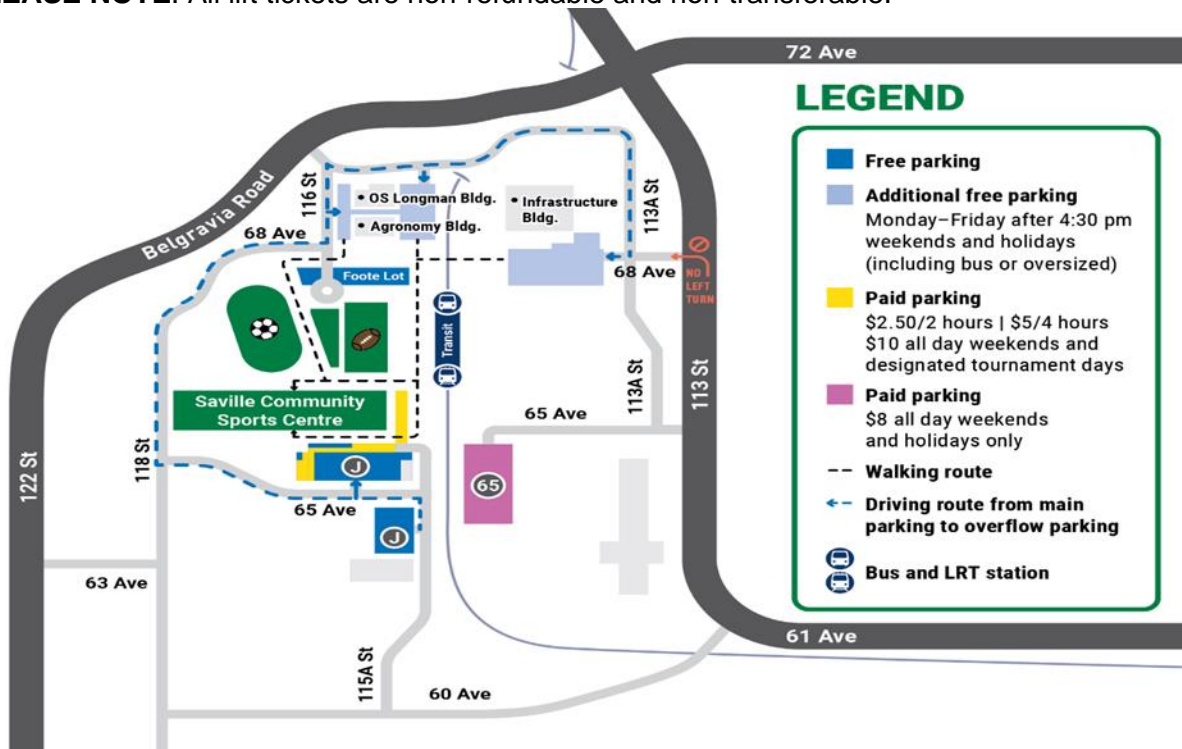 PLEASE NOTE: All lift tickets are non-refundable and non-transferable.
72 Ave
LEGEND
Free parking
Additional free parking
Monday–Friday after 4:30 pm
weekends and holidays
(including bus or oversized)
Paid parking
$2.50/2 hours | $5/4 hours
$10 all day weekends and
designated tournament days
Paid parking
$8 all day weekends
and holidays only
Walking route
Driving route from main
parking to overflow parking
Bus and LRT station
Belgravia Road
116 St
• OS Longman Bldg.
• Agronomy Bldg.
• Infrastructure
Bldg.
113A St
68 Ave
68 Ave
NO
LEFT
TURN
Foote Lot
Transit
Saville Community
Sports Centre
113A St
113 St
65 Ave
118 St
122 St
J
65
65 Ave
J
63 Ave
61 Ave
115A St
60 Ave